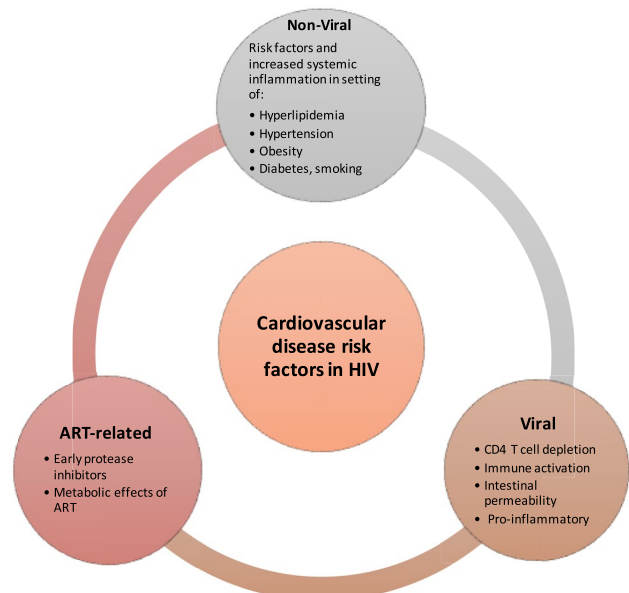 Non-Viral
Risk factors and
increased systemic
inflammation in setting
of:
• Hyperlipidemia
• Hypertension
• Obesity
• Diabetes, smoking
Cardiovascular
disease risk
factors in HIV
ART-related
• Early protease
inhibitors
• Metabolic effects of
ART
Viral
• CD4 T cell depletion
• Immune activation
• Intestinal
permeability
• Pro-inflammatory